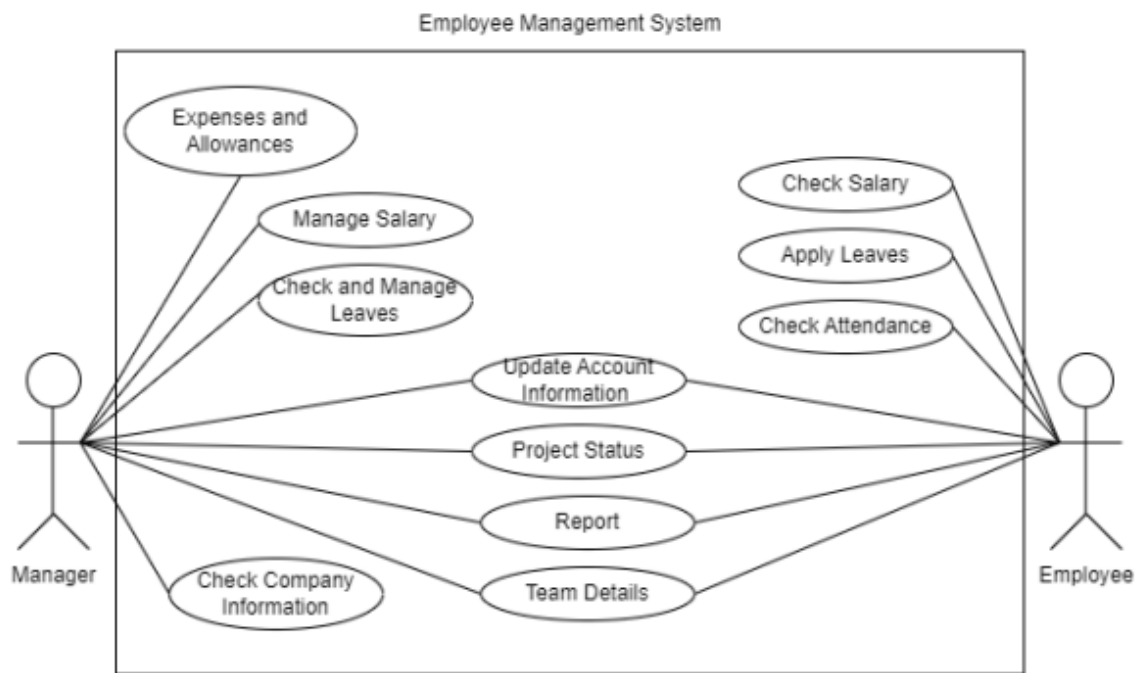 Employee Management System
Expenses and
Allowances
Check Salary
Manage Salary
Apply Leaves
Check and Manage
Leaves
Check Attendance
Update Account
Information
Project Status
Report
Manager
Check Company
Information
Team Details
Employee